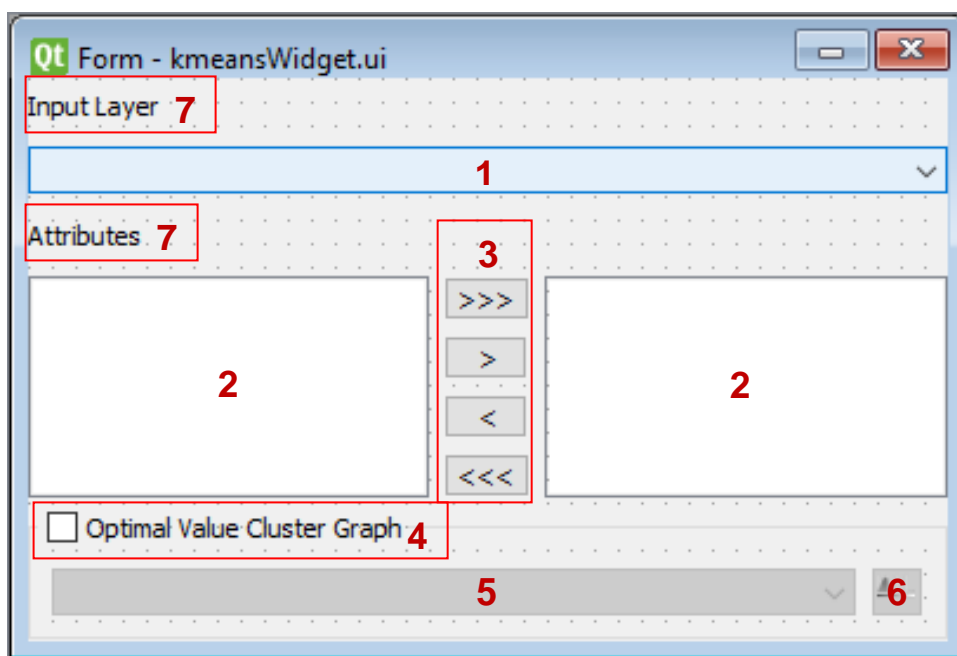 Qt Form - kmeansWidget.ui
Input Layer 7
1
Attributes 7
3
>>>
>
2
2
<
<<<
Optimal Value Cluster Graph 4
5
6